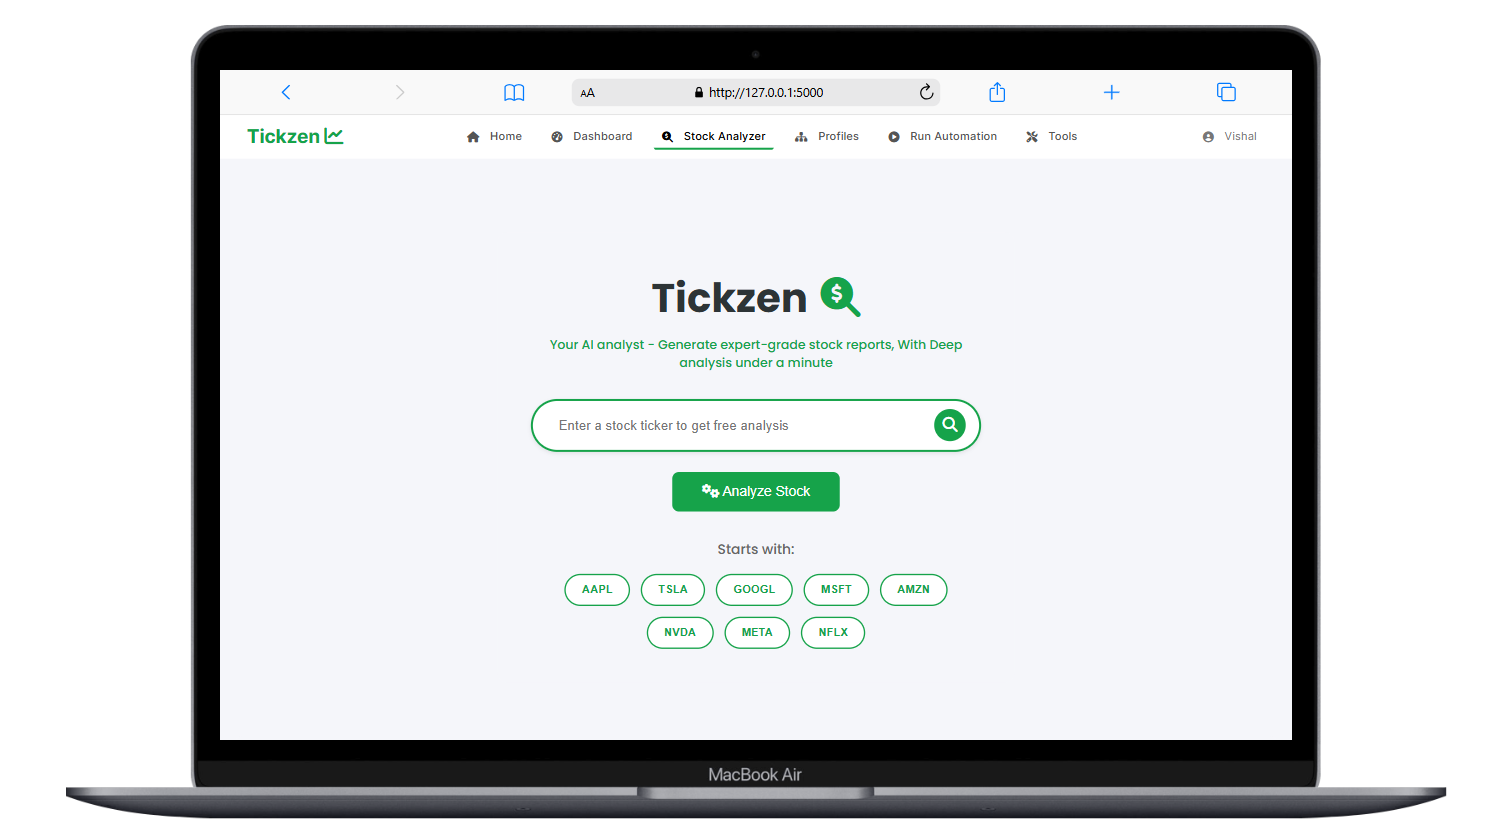 AA http://127.0.0.1:5000
Tickzen Home Dashboard Stock Analyzer Profiles Run Automation Tools Vishal
Tickzen $
Your AI analyst - Generate expert-grade stock reports, With Deep
analysis under a minute
Enter a stock ticker to get free analysis
Analyze Stock
Starts with:
AAPL TSLA GOOGL MSFT AMZN
NVDA META NFLX
MacBook Air